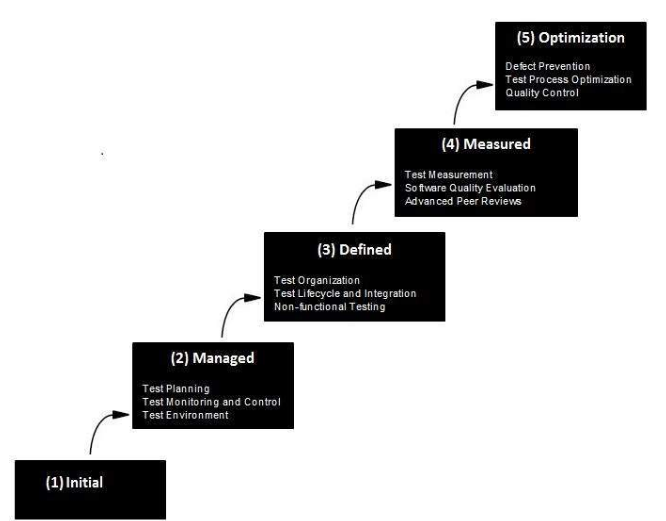 (5) Optimization
Defect Prevention
Test Process Optimization
Quality Control
(4) Measured
Test Measurement
Software Quality Evaluation
Advanced Peer Reviews
(3) Defined
Test Organization
Test Lifecycle and Integration
Non-functional Testing
(2) Managed
Test Planning
Test Monitoring and Control
Test Environment
(1) Initial